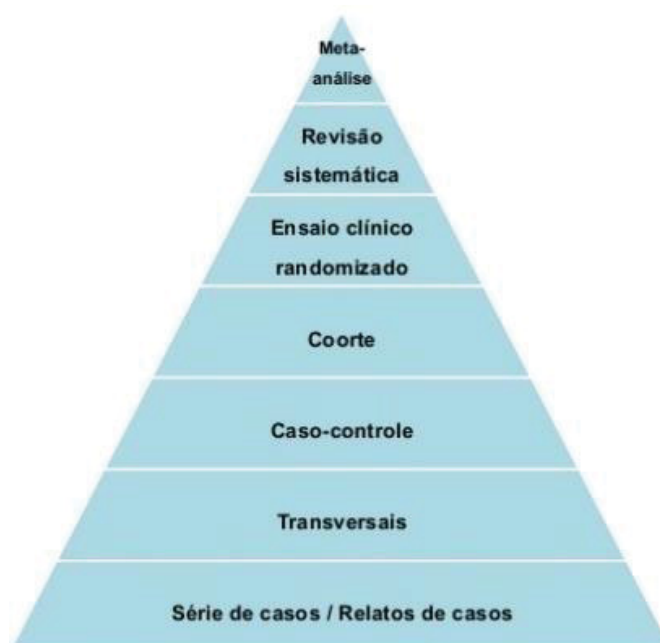 Meta-
análise
Revisão
sistemática
Ensaio clínico
randomizado
Coorte
Caso-controle
Transversais
Série de casos / Relatos de casos